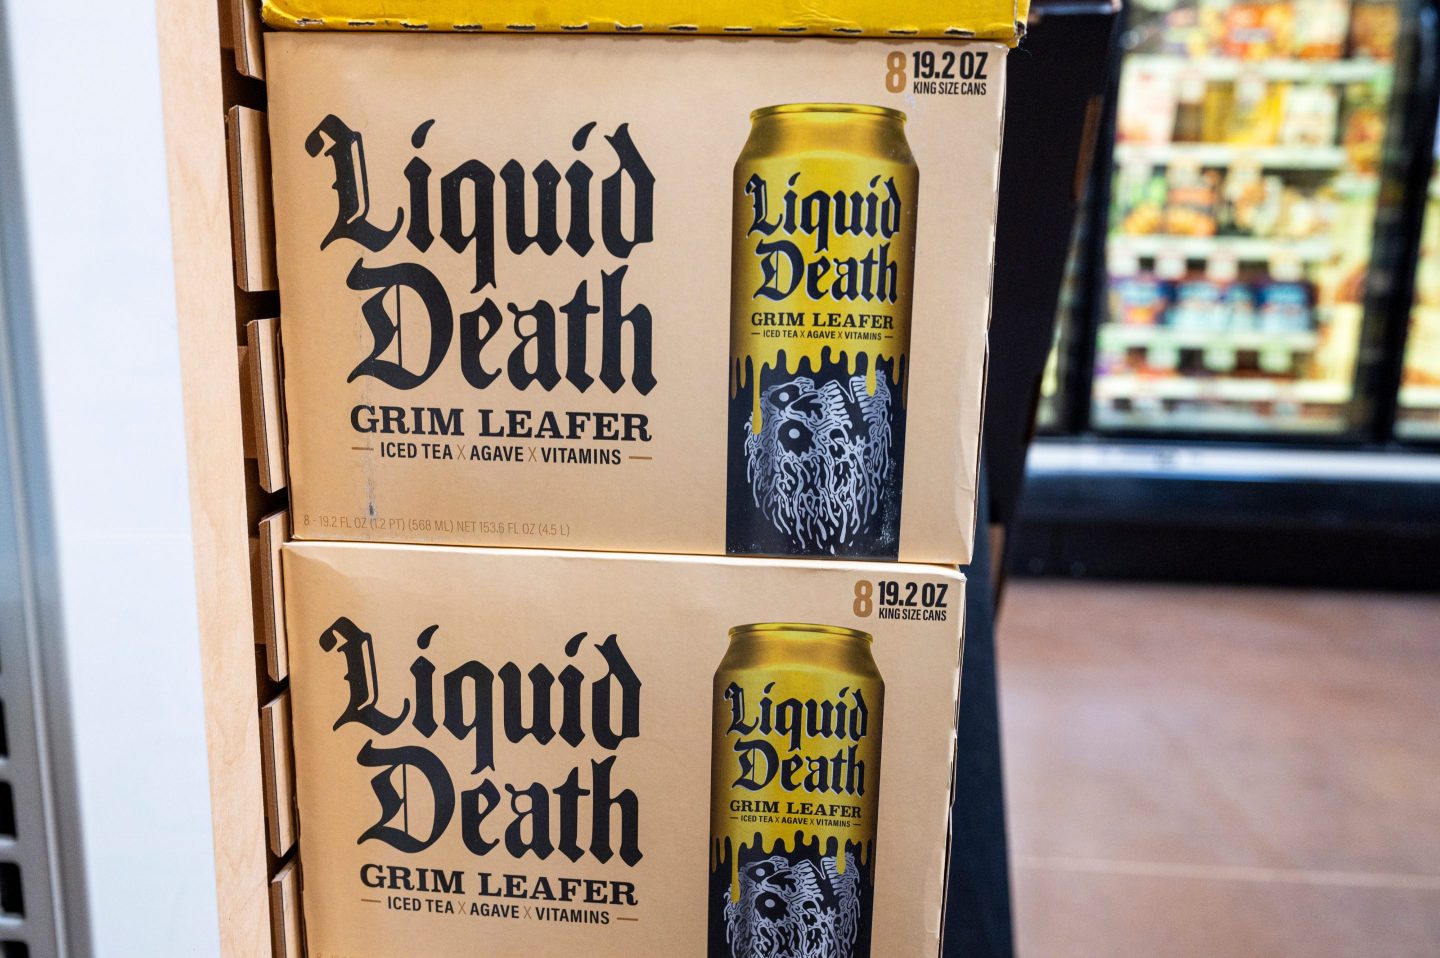 8 19.2 OZ
KING SIZE CANS
Liquid
Death
GRIM LEAFER
ICED TEA X AGAVE X VITAMINS
8 - 19.2 FL OZ (1.2 PT) (568 ML) NET 153.6 FL OZ (4.5 L)
Liquid
Death
GRIM LEAFER
ICED TEA X AGAVE X VITAMINS
8 19.2 OZ
KING SIZE CANS
Liquid
Death
GRIM LEAFER
ICED TEA X AGAVE X VITAMINS
Liquid
Death
GRIM LEAFER
ICED TEA X AGAVE X VITAMINS